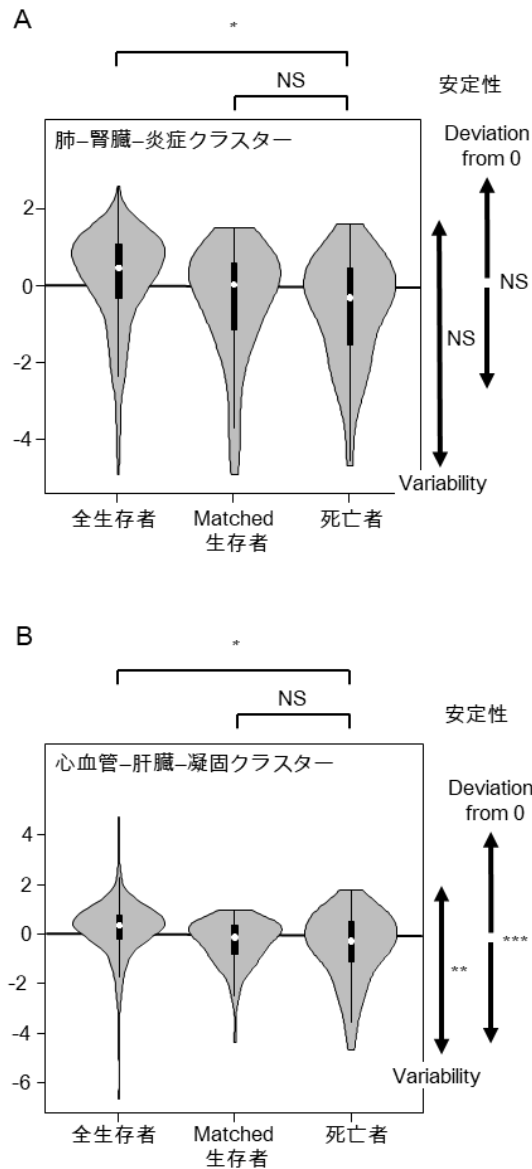 A
*
NS
安定性
Deviation
from 0
肺–腎臓–炎症クラスター
2
0
-2
-4
NS
NS
Variability
全生存者
Matched
生存者
死亡者
B
*
NS
安定性
Deviation
from 0
心血管–肝臓–凝固クラスター
4
2
0
-2
-4
-6
***
**
Variability
全生存者
Matched
生存者
死亡者